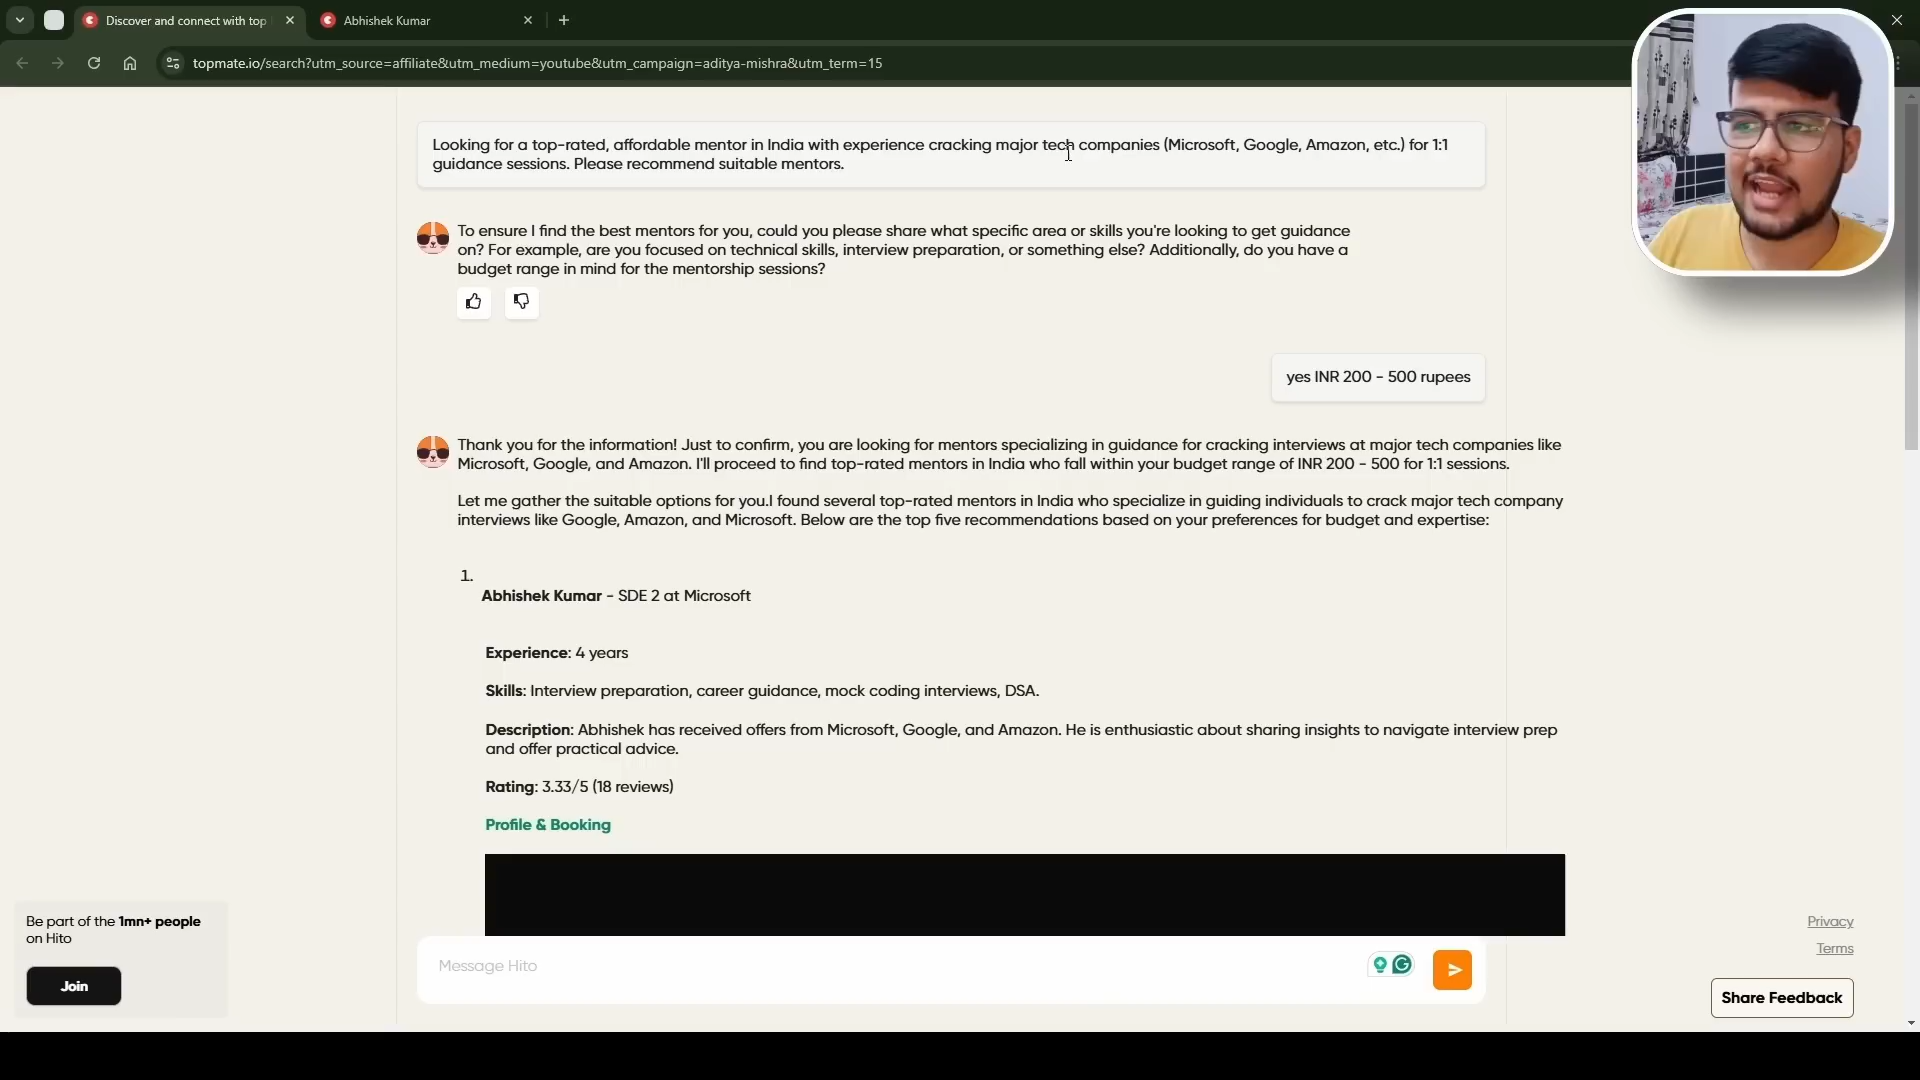 Discover and connect with top
Abhishek Kumar
topmate.io/search?utm_source=affiliate&utm_medium=youtube&utm_campaign=aditya-mishra&utm_term=15
Looking for a top-rated, affordable mentor in India with experience cracking major tech companies (Microsoft, Google, Amazon, etc.) for 1:1
guidance sessions. Please recommend suitable mentors.
To ensure I find the best mentors for you, could you please share what specific area or skills you're looking to get guidance
on? For example, are you focused on technical skills, interview preparation, or something else? Additionally, do you have a
budget range in mind for the mentorship sessions?
yes INR 200 - 500 rupees
Thank you for the information! Just to confirm, you are looking for mentors specializing in guidance for cracking interviews at major tech companies like
Microsoft, Google, and Amazon. I'll proceed to find top-rated mentors in India who fall within your budget range of INR 200 - 500 for 1:1 sessions.
Let me gather the suitable options for you.I found several top-rated mentors in India who specialize in guiding individuals to crack major tech company
interviews like Google, Amazon, and Microsoft. Below are the top five recommendations based on your preferences for budget and expertise:
1.
Abhishek Kumar - SDE 2 at Microsoft
Experience: 4 years
Skills: Interview preparation, career guidance, mock coding interviews, DSA.
Description: Abhishek has received offers from Microsoft, Google, and Amazon. He is enthusiastic about sharing insights to navigate interview prep
and offer practical advice.
Rating: 3.33/5 (18 reviews)
Profile & Booking
Be part of the 1mn+ people
on Hito
Join
Message Hito
Privacy
Terms
Share Feedback